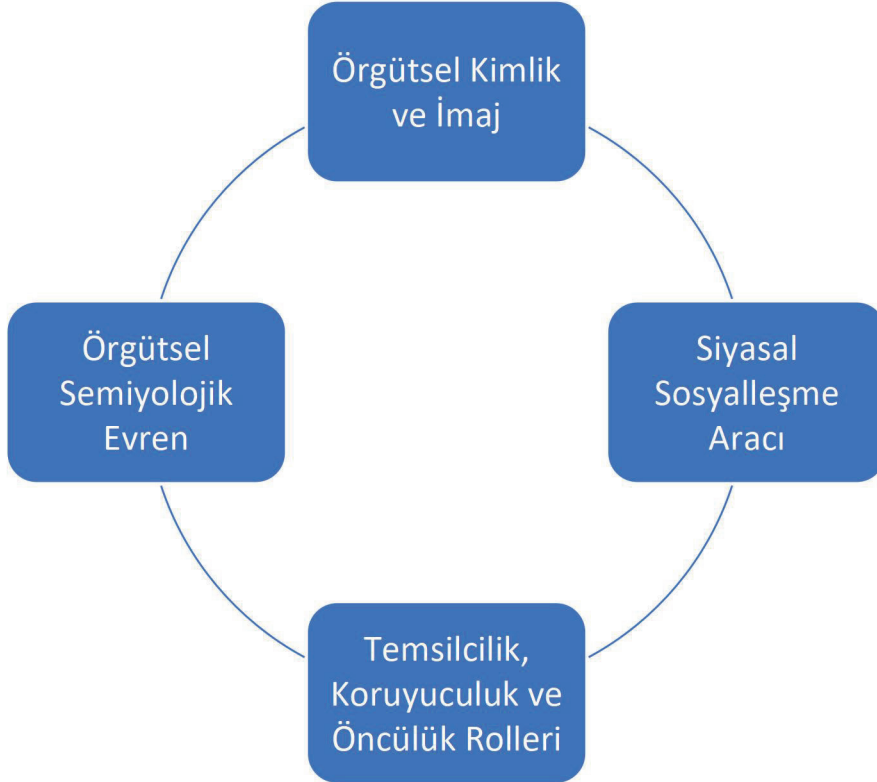 Örgütsel Kimlik
ve İmaj
Örgütsel
Semiyolojik
Evren
Siyasal
Sosyalleşme
Aracı
Temsilcilik,
Koruyuculuk ve
Öncülük Rolleri